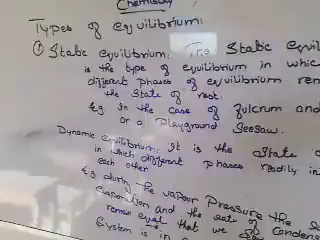 Chemistry
Types of equilibrium:
① Static equilibrium: The Static equil
is the type of equilibrium in which
different phases of equilibrium rem
the State of rest.
Eg. In the case of fulcrum and
or a playground Seesaw.
Dynamic equilibrium: It is the State o
in which different phases readily in
each other
Eg during the vapour Pressure the
Evaporation and the rate of condens
remain equal that we say
System is in